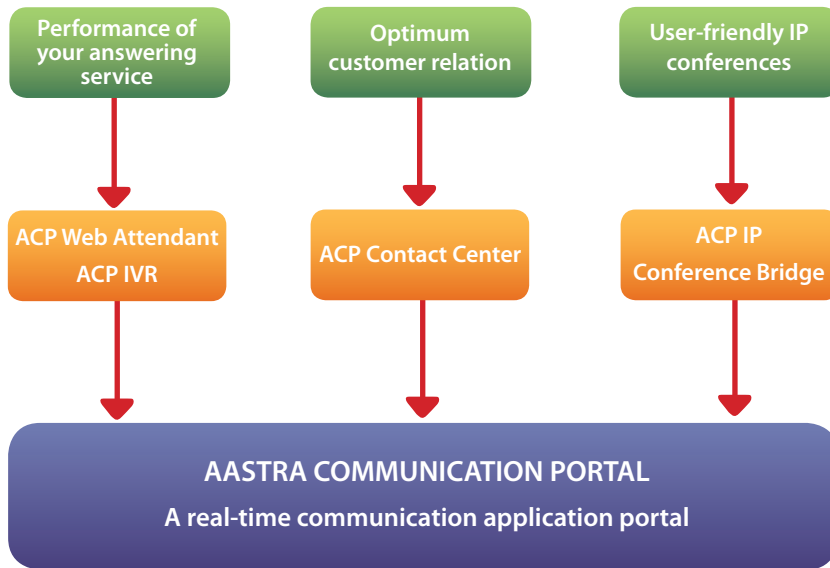 Performance of
your answering
service
Optimum
customer relation
User-friendly IP
conferences
ACP Web Attendant
ACP IVR
ACP Contact Center
ACP IP
Conference Bridge
AASTRA COMMUNICATION PORTAL
A real-time communication application portal